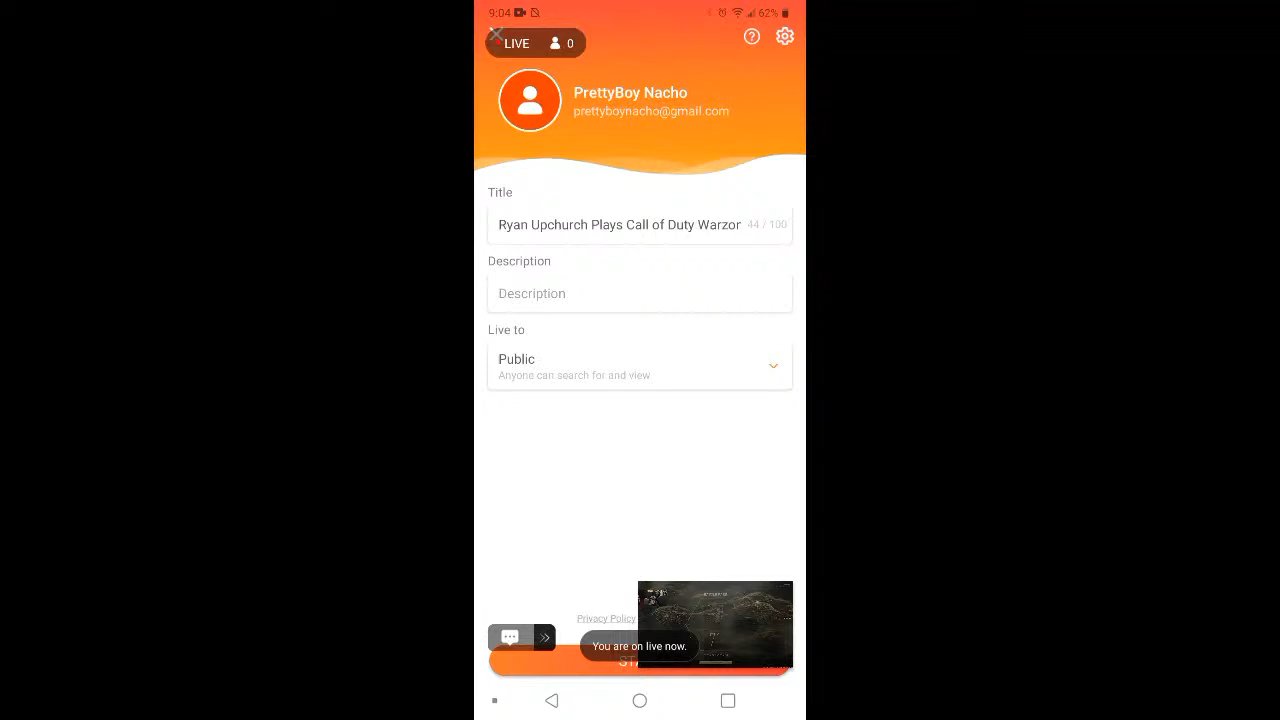 9:04
62%
LIVE 0
PrettyBoy Nacho
prettyboynacho@gmail.com
Title
Ryan Upchurch Plays Call of Duty Warzor 44 / 100
Description
Description
Live to
Public
Anyone can search for and view
Privacy Policy
You are on live now.